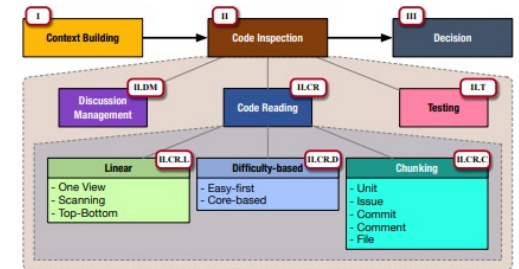 I
II
III
Context Building
Code Inspection
Decision
II.DM
II.CR
II.T
Discussion
Management
Code Reading
Testing
II.CR.L
II.CR.D
II.CR.C
Linear
Difficulty-based
Chunking
- One View
- Scanning
- Top-Bottom
- Easy-first
- Core-based
- Unit
- Issue
- Commit
- Comment
- File